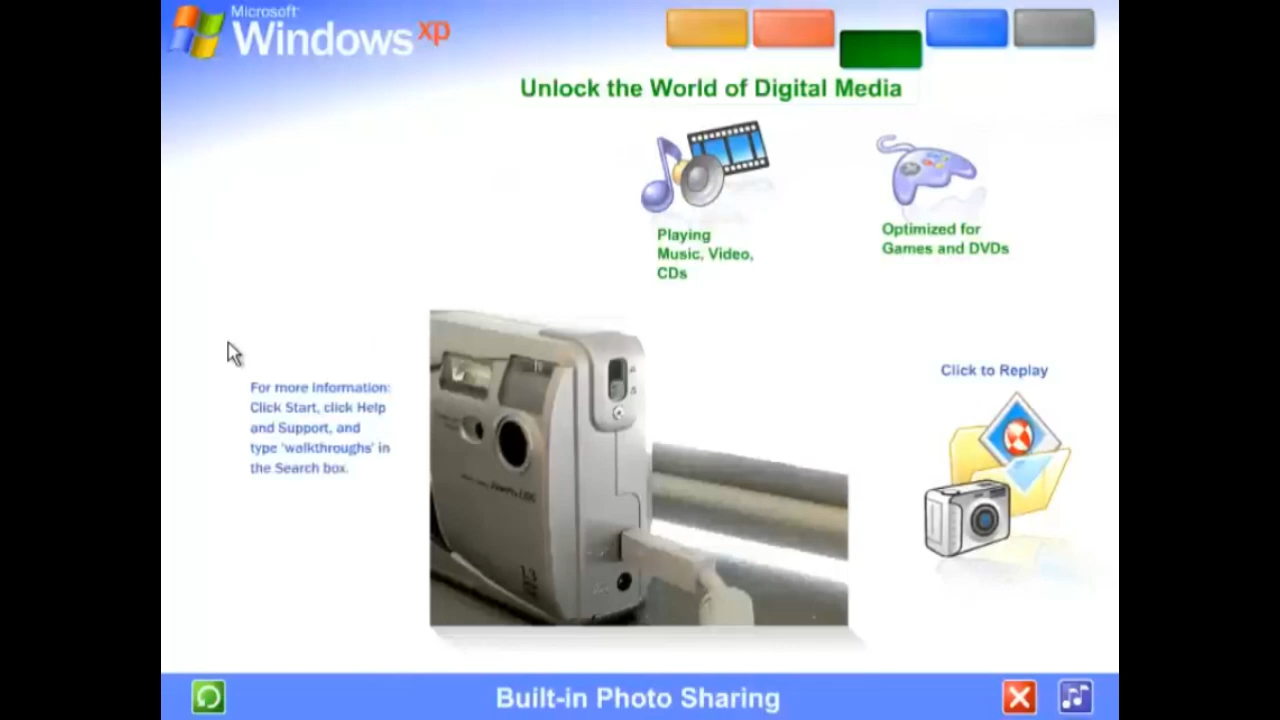 Microsoft
Windows xp
Unlock the World of Digital Media
Playing
Music, Video,
CDs
Optimized for
Games and DVDs
For more information:
Click Start, click Help
and Support, and
type 'walkthroughs' in
the Search box.
Click to Replay
1.3
Built-in Photo Sharing